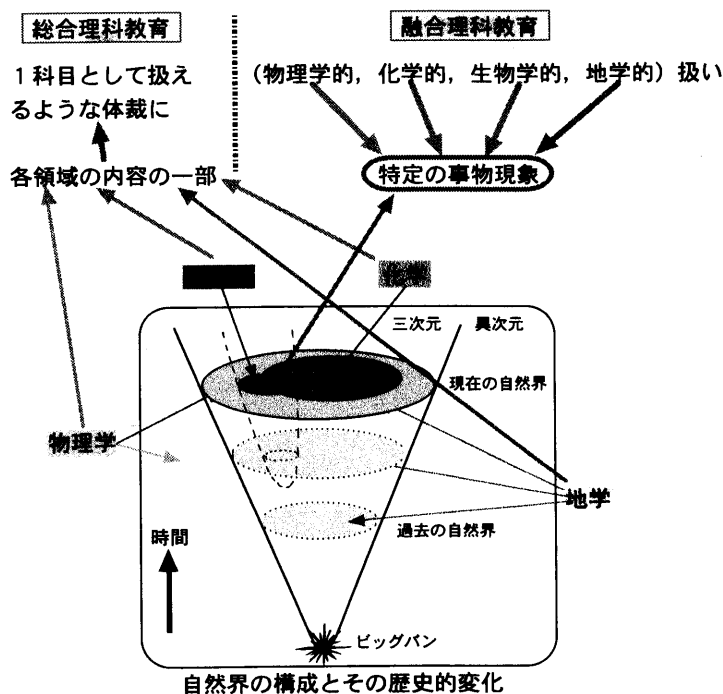 総合理科教育
融合理科教育
1科目として扱え
るような体裁に
(物理学的, 化学的, 生物学的, 地学的) 扱い
各領域の内容の一部
特定の事物現象
化学
三次元
異次元
現在の自然界
物理学
地学
過去の自然界
時間
ビッグバン
自然界の構成とその歴史的変化